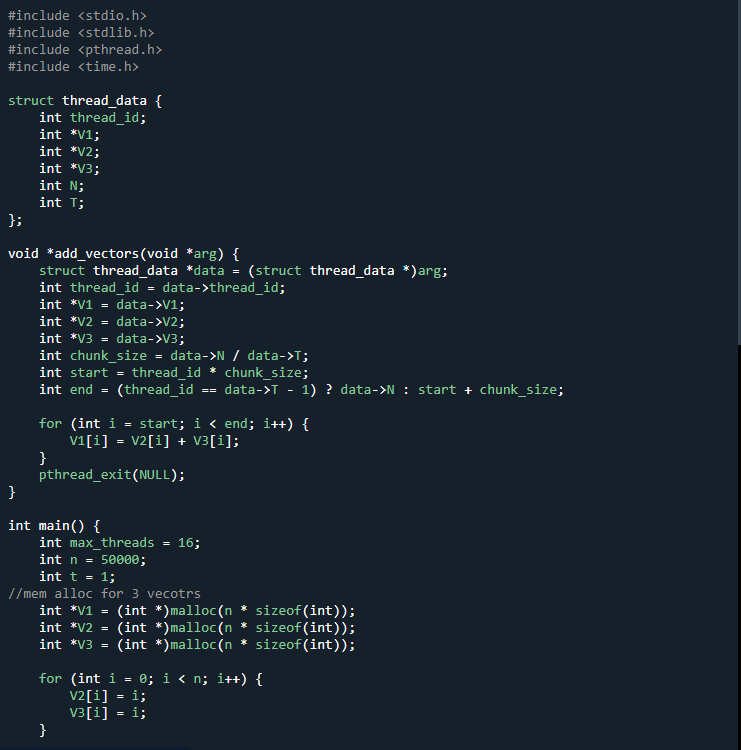 #include <stdio.h>
#include <stdlib.h>
#include <pthread.h>
#include <time.h>
struct thread_data {
    int thread_id;
    int *V1;
    int *V2;
    int *V3;
    int N;
    int T;
};
void *add_vectors(void *arg) {
    struct thread_data *data = (struct thread_data *)arg;
    int thread_id = data->thread_id;
    int *V1 = data->V1;
    int *V2 = data->V2;
    int *V3 = data->V3;
    int chunk_size = data->N / data->T;
    int start = thread_id * chunk_size;
    int end = (thread_id == data->T - 1) ? data->N : start + chunk_size;
    for (int i = start; i < end; i++) {
        V1[i] = V2[i] + V3[i];
    }
    pthread_exit(NULL);
}
int main() {
    int max_threads = 16;
    int n = 50000;
    int t = 1;
//mem alloc for 3 vecotrs
    int *V1 = (int *)malloc(n * sizeof(int));
    int *V2 = (int *)malloc(n * sizeof(int));
    int *V3 = (int *)malloc(n * sizeof(int));
    for (int i = 0; i < n; i++) {
        V2[i] = i;
        V3[i] = i;
    }